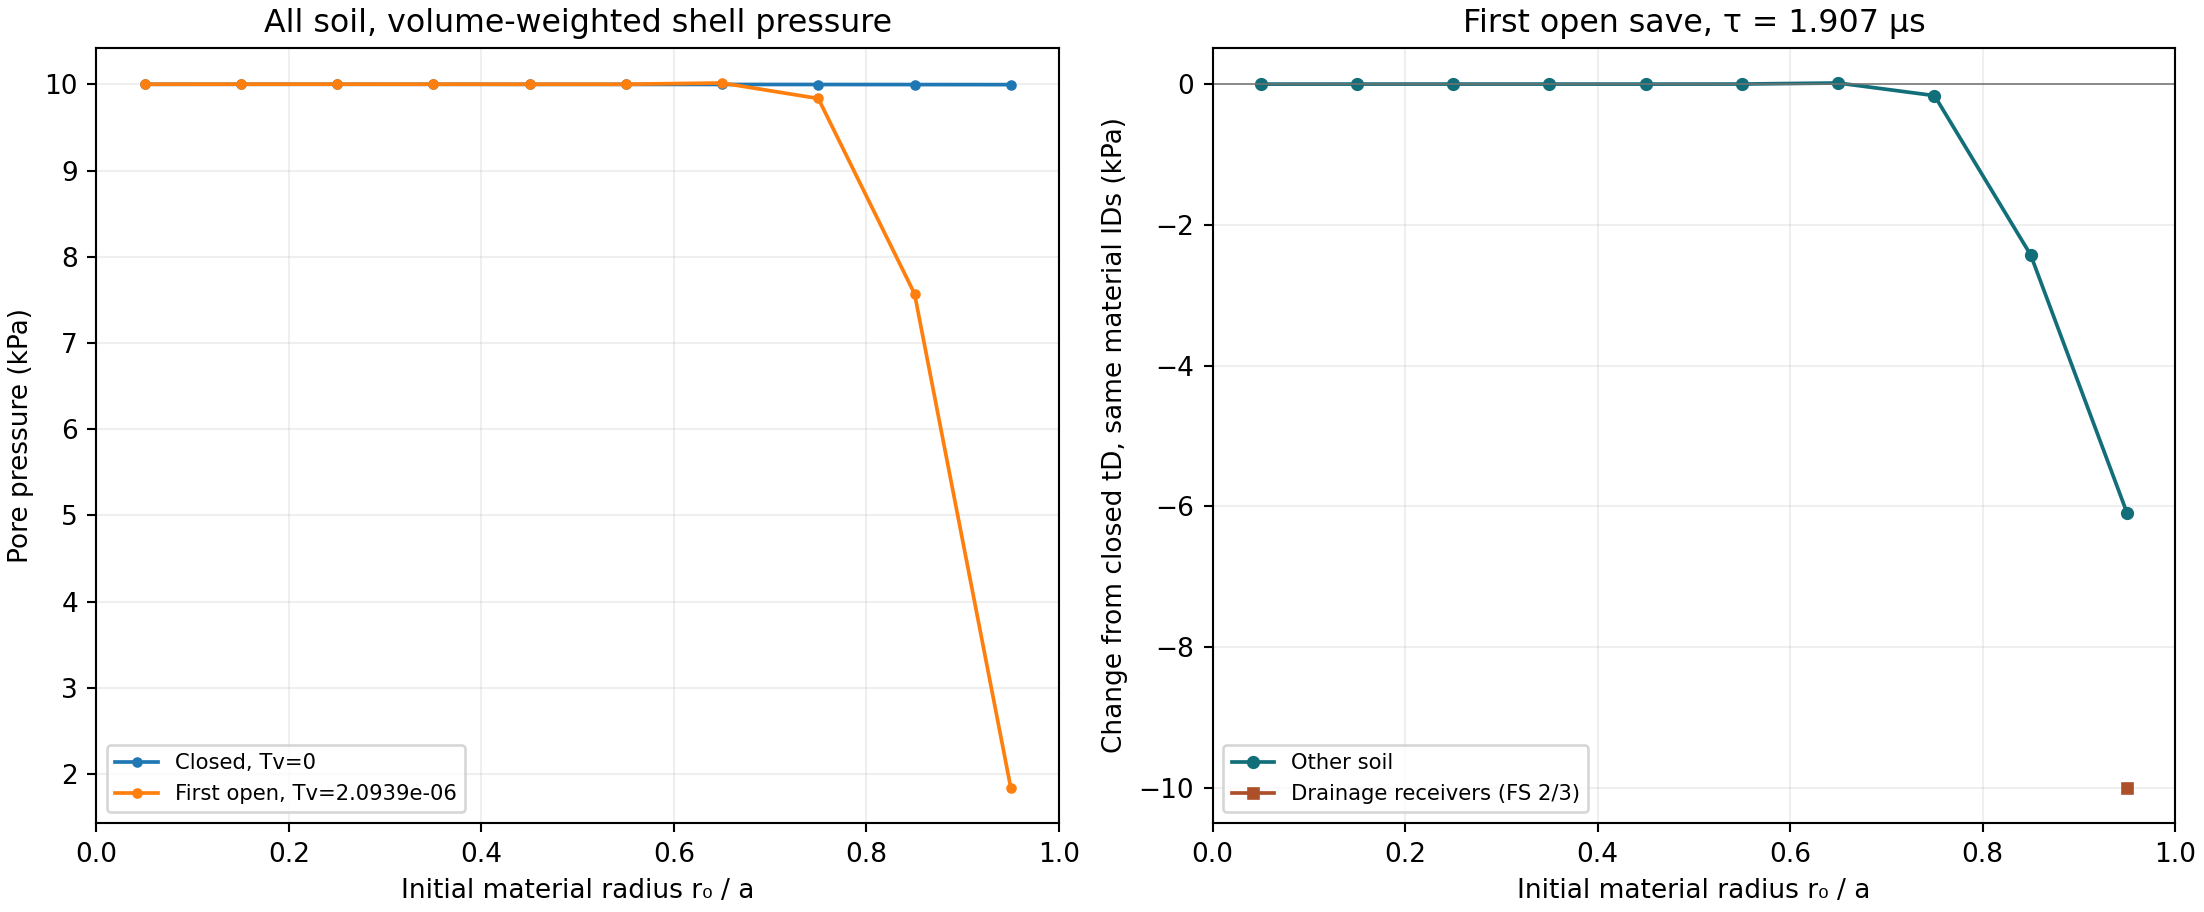 All soil, volume-weighted shell pressure
Pore pressure (kPa)
10
9
8
7
6
5
4
3
2
0.0
0.2
0.4
0.6
0.8
1.0
Initial material radius r₀ / a
Closed, Tv=0
First open, Tv=2.0939e-06
First open save, τ = 1.907 µs
Change from closed tD, same material IDs (kPa)
0
−2
−4
−6
−8
−10
0.0
0.2
0.4
0.6
0.8
1.0
Initial material radius r₀ / a
Other soil
Drainage receivers (FS 2/3)